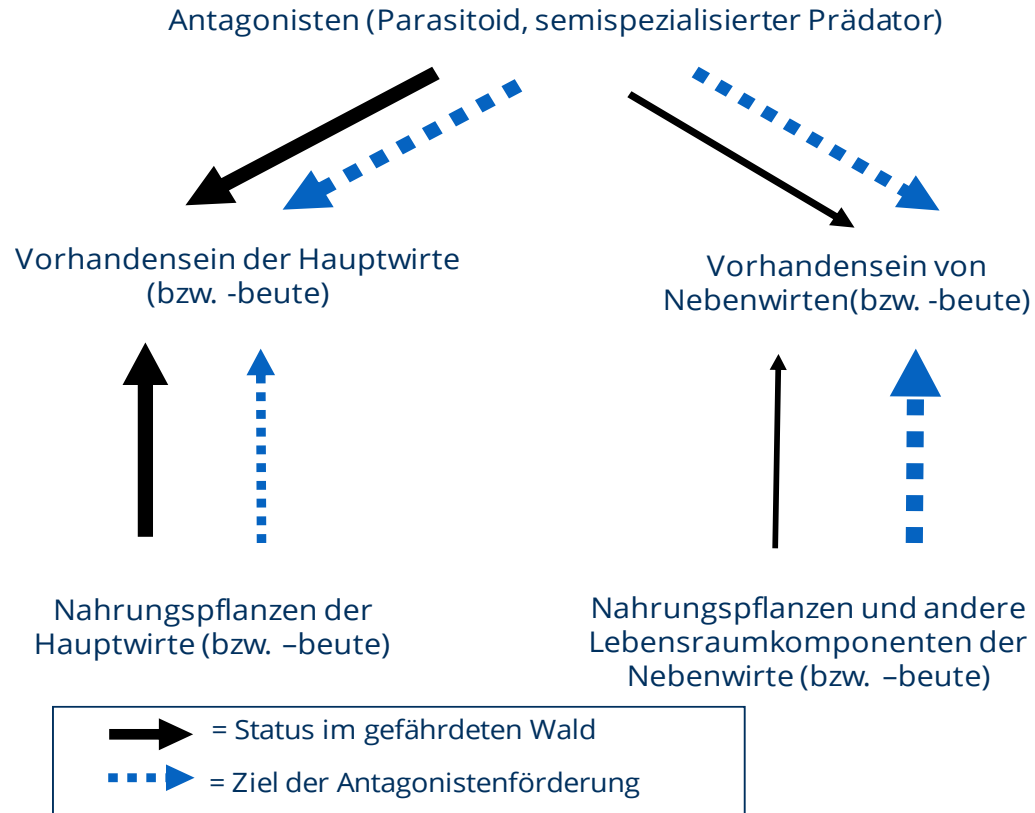 Antagonisten (Parasitoid, semispezialisierter Prädator)
Vorhandensein der Hauptwirte
(bzw. -beute)
Vorhandensein von
Nebenwirten(bzw. -beute)
Nahrungspflanzen der
Hauptwirte (bzw. –beute)
Nahrungspflanzen und andere
Lebensraumkomponenten der
Nebenwirte (bzw. –beute)
= Status im gefährdeten Wald
= Ziel der Antagonistenförderung